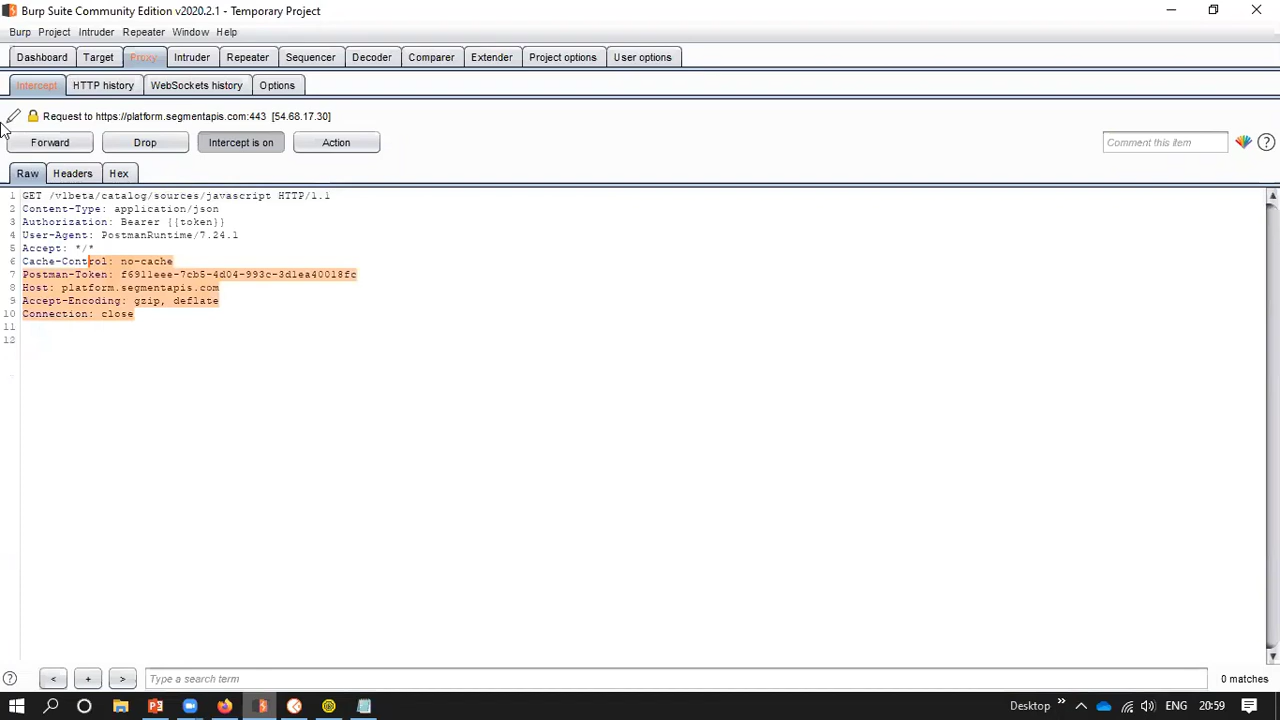 Burp Suite Community Edition v2020.2.1 - Temporary Project
Burp Project Intruder Repeater Window Help
Dashboard Target Proxy Intruder Repeater Sequencer Decoder Comparer Extender Project options User options
Intercept HTTP history WebSockets history Options
Request to https://platform.segmentapis.com:443 [54.68.17.30]
Forward Drop Intercept is on Action Comment this item ?
Raw Headers Hex
1 GET /v1beta/catalog/sources/javascript HTTP/1.1
2 Content-Type: application/json
3 Authorization: Bearer {{token}}
4 User-Agent: PostmanRuntime/7.24.1
5 Accept: */*
6 Cache-Control: no-cache
7 Postman-Token: f6911eee-7cb5-4d04-993c-3d1ea40018fc
8 Host: platform.segmentapis.com
9 Accept-Encoding: gzip, deflate
10 Connection: close
11
12
? < + > Type a search term 0 matches
Desktop » ENG 20:59